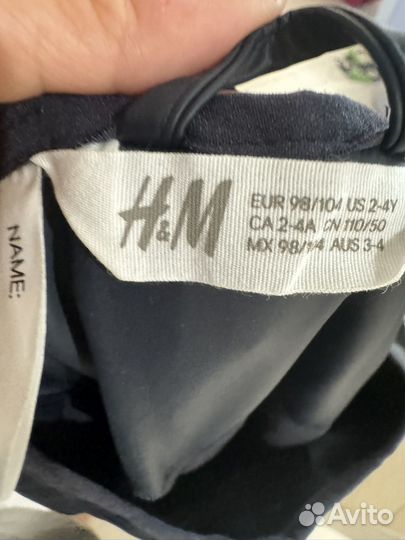 H&M
EUR 98/104 US 2-4Y
CA 2-4A CN 110/50
MX 98/104 AUS 3-4
NAME:
Avito